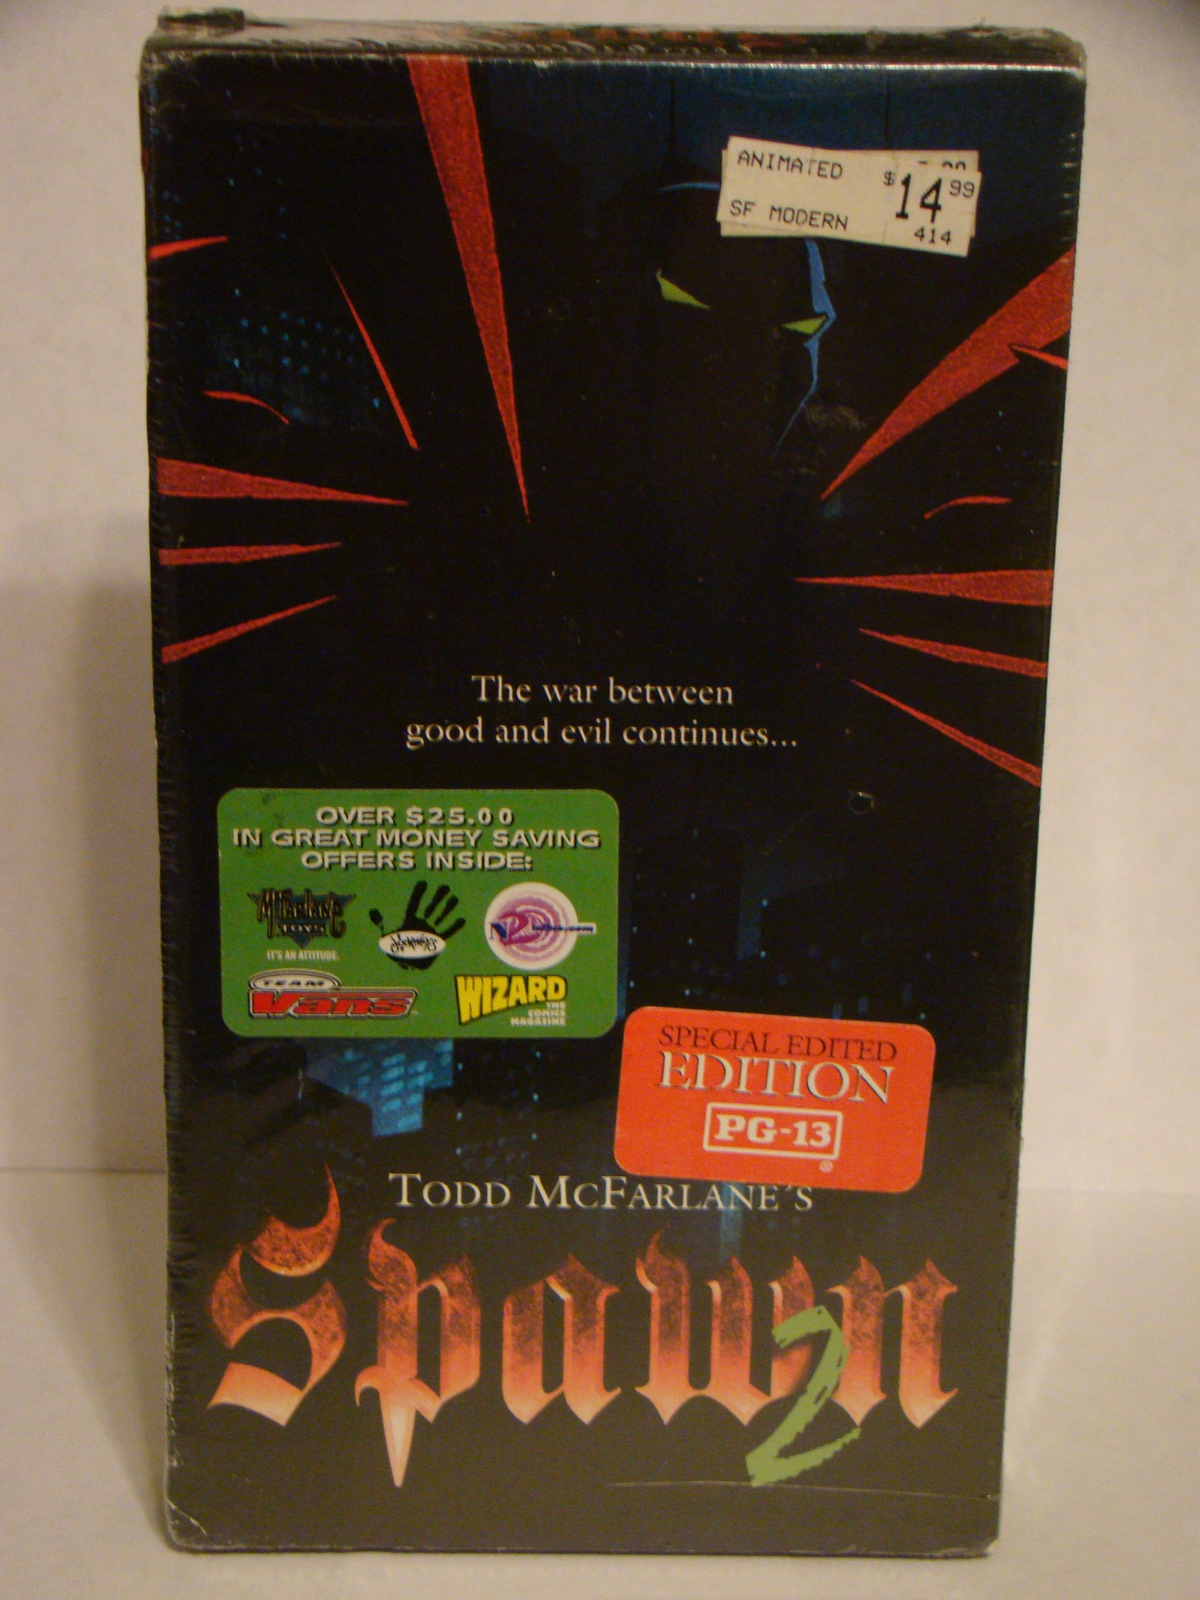 ANIMATED
$14 99
SF MODERN
414
The war between
good and evil continues...
OVER $25.00
IN GREAT MONEY SAVING
OFFERS INSIDE:
McFarlane
TOYS
IT'S AN ATTITUDE.
TEAM
Vans
WIZARD
THE
COMICS
MAGAZINE
SPECIAL EDITED
EDITION
PG-13
®
TODD MCFARLANE'S
Spawn
2